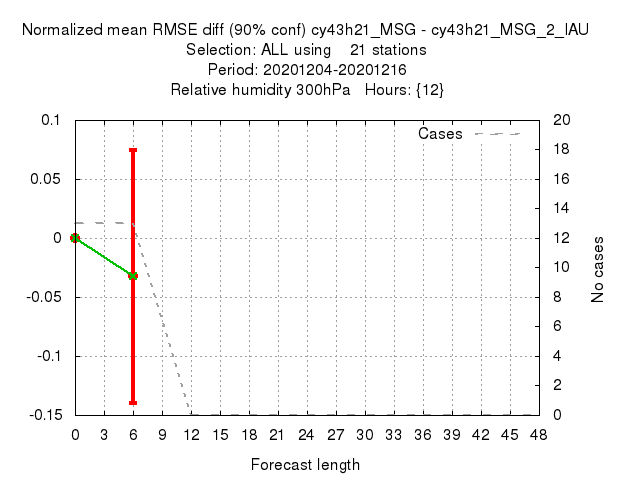 Normalized mean RMSE diff (90% conf) cy43h21_MSG - cy43h21_MSG_2_IAU
Selection: ALL using    21 stations
Period: 20201204-20201216
Relative humidity 300hPa   Hours: {12}
Cases
0.1
0.05
0
-0.05
-0.1
-0.15
20
18
16
14
12
10
8
6
4
2
0
No cases
0 3 6 9 12 15 18 21 24 27 30 33 36 39 42 45 48
Forecast length